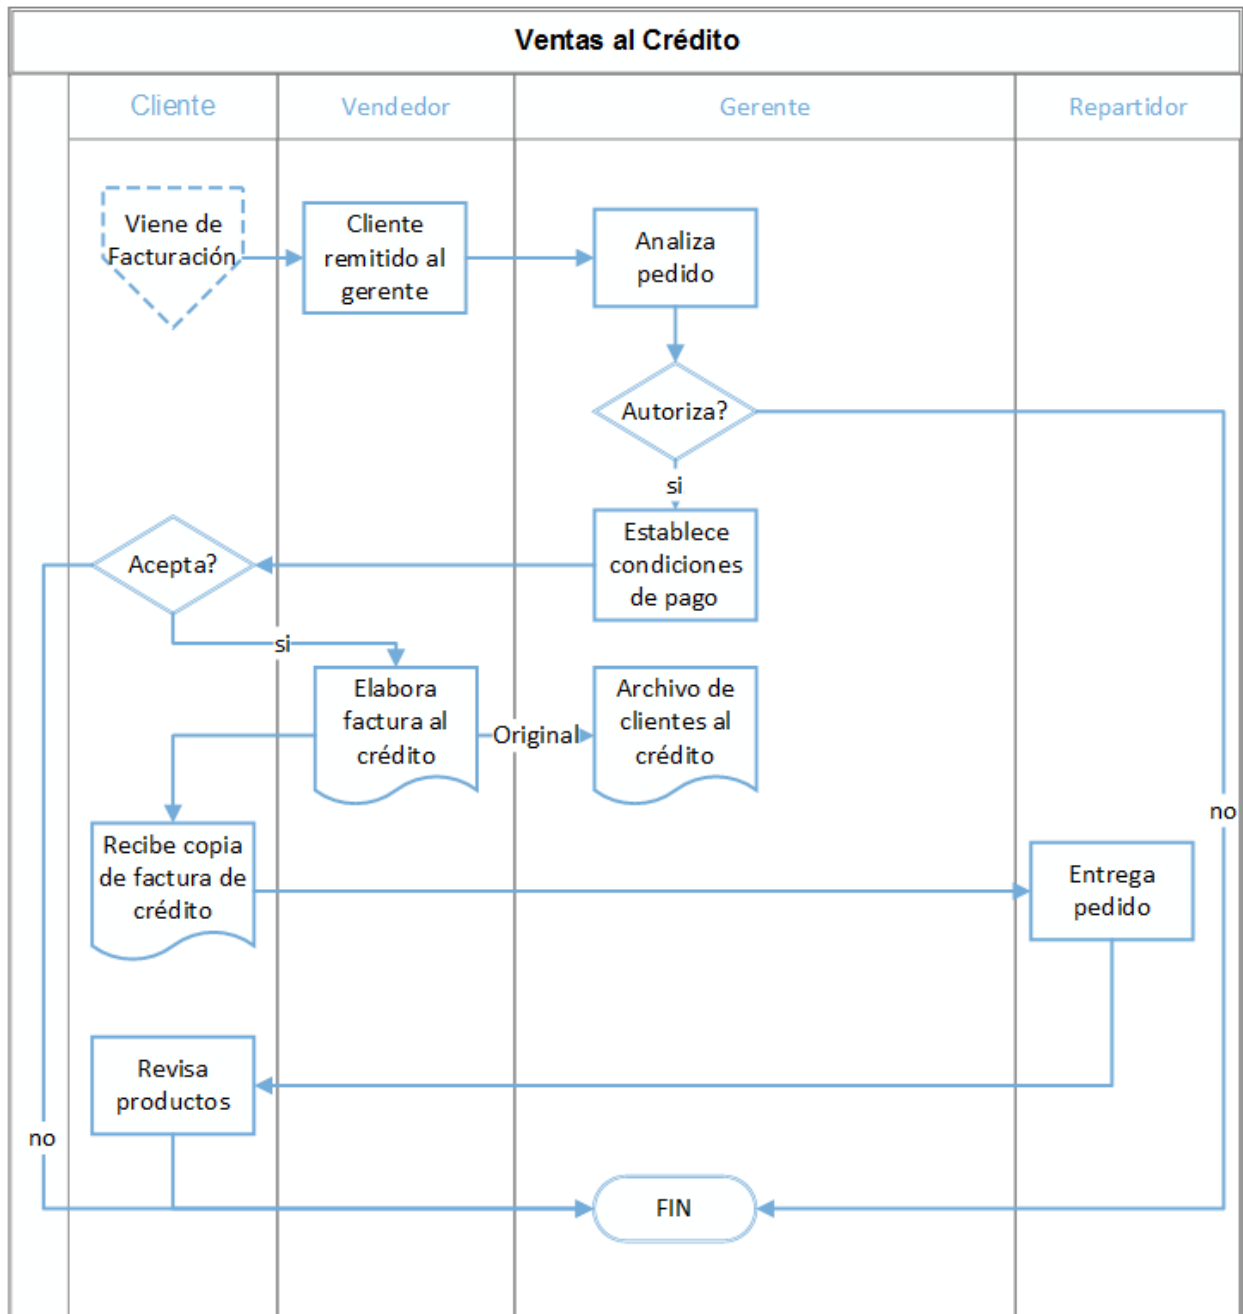 Ventas al Crédito
Cliente
Vendedor
Gerente
Repartidor
Viene de
Facturación
Cliente
remitido al
gerente
Analiza
pedido
Autoriza?
si
Establece
condiciones
de pago
Acepta?
si
Elabora
factura al
crédito
Original
Archivo de
clientes al
crédito
no
Recibe copia
de factura de
crédito
Entrega
pedido
Revisa
productos
no
FIN